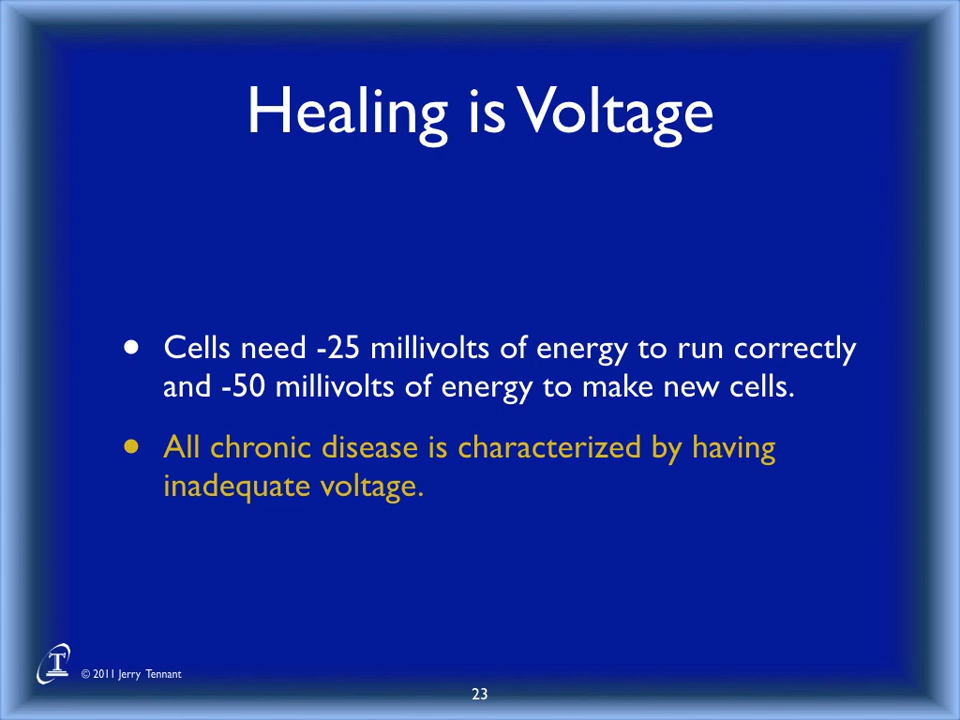 Healing is Voltage
• Cells need -25 millivolts of energy to run correctly
and -50 millivolts of energy to make new cells.
• All chronic disease is characterized by having
inadequate voltage.
T
© 2011 Jerry Tennant
23